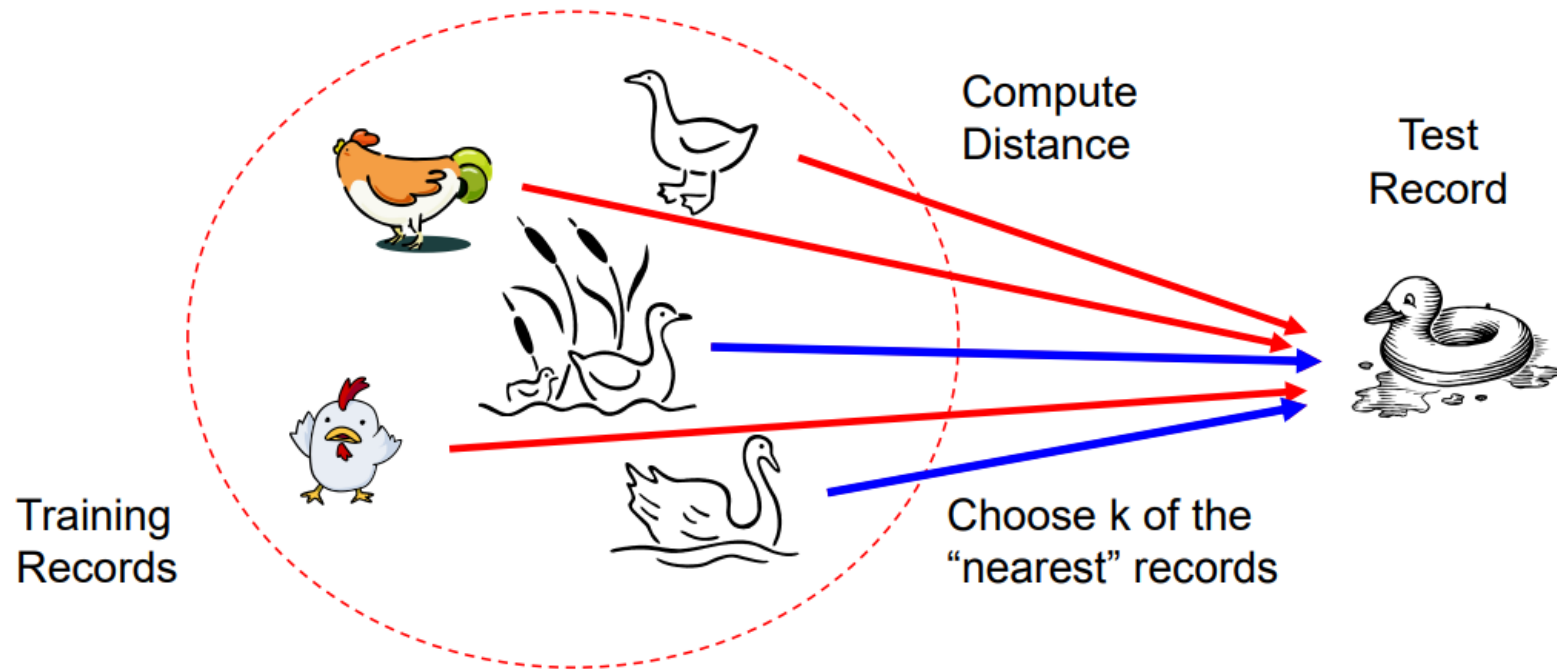 Compute
Distance
Test
Record
Training
Records
Choose k of the
“nearest” records